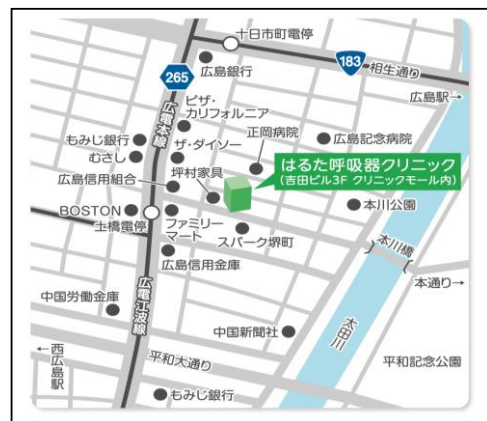 十日市町電停
183
広島銀行
相生通り
265
広島駅→
ピザ・
カリフォルニア
広電本線
もみじ銀行
正岡病院
広島記念病院
むさし
ザ・ダイソー
はるた呼吸器クリニック
(吉田ビル3F クリニックモール内)
坪村家具
広島信用組合
BOSTON
土橋電停
ファミリー
マート
本川公園
スパーク堺町
本川橋
広島信用金庫
本通り→
中国労働金庫
広電江波線
太田川
中国新聞社
←西広島駅
平和大通り
平和記念公園
もみじ銀行